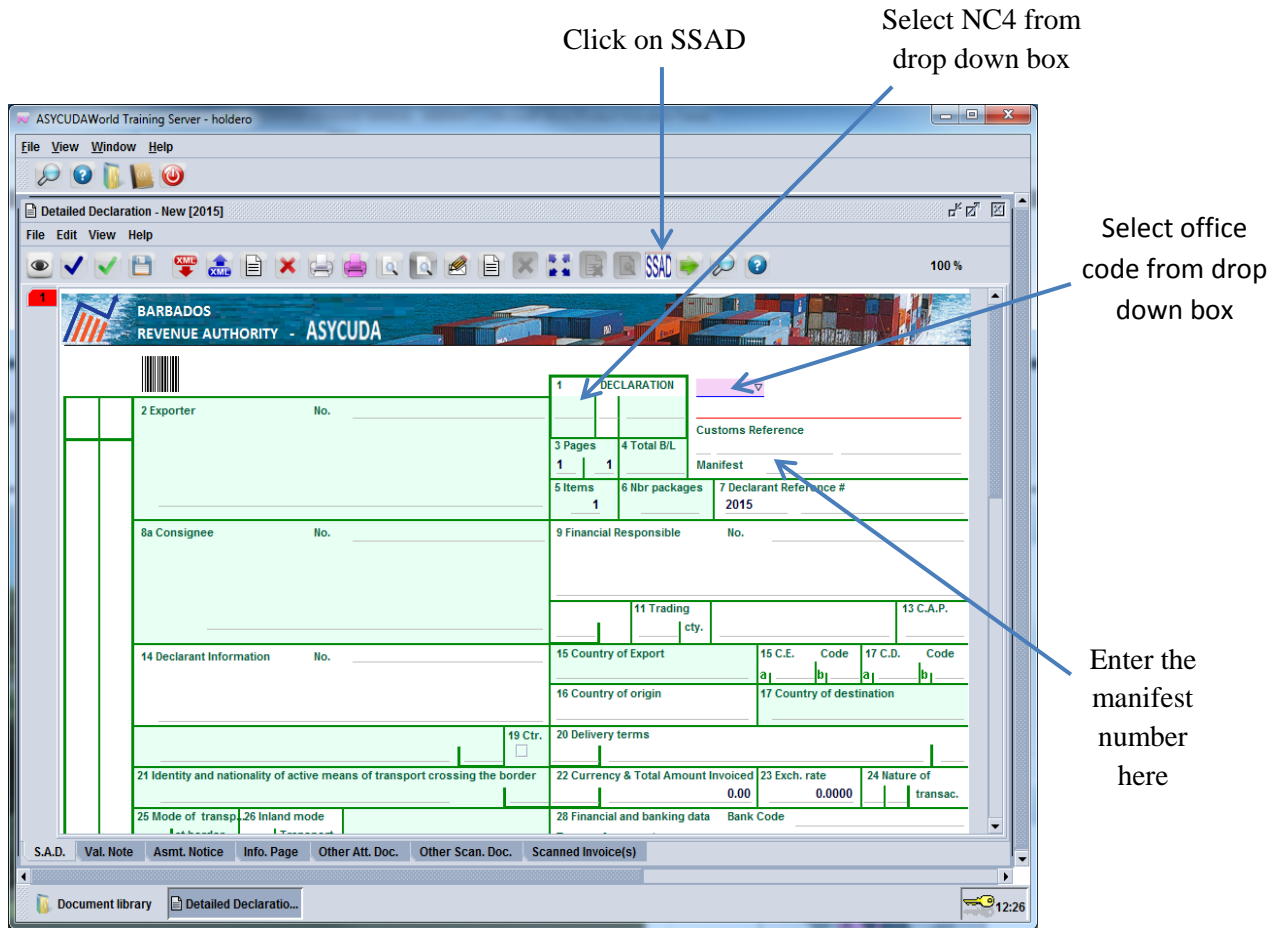 Click on SSAD
Select NC4 from
drop down box
ASYCUDAWorld Training Server - holdero
File View Window Help
Detailed Declaration - New [2015]
File Edit View Help
XML XML SSAD 100 %
Select office
code from drop
down box
1
BARBADOS
REVENUE AUTHORITY - ASYCUDA
1 DECLARATION
2 Exporter No.
Customs Reference
3 Pages 4 Total B/L
1 1 Manifest
5 Items 6 Nbr packages 7 Declarant Reference #
1 2015
8a Consignee No. 9 Financial Responsible No.
11 Trading 13 C.A.P.
cty.
14 Declarant Information No. 15 Country of Export 15 C.E. Code 17 C.D. Code
a b a b
16 Country of origin 17 Country of destination
Enter the
manifest
number
here
19 Ctr. 20 Delivery terms
21 Identity and nationality of active means of transport crossing the border 22 Currency & Total Amount Invoiced 23 Exch. rate 24 Nature of
0.00 0.0000 transac.
25 Mode of transp... 26 Inland mode 28 Financial and banking data Bank Code
S.A.D. Val. Note Asmt. Notice Info. Page Other Att. Doc. Other Scan. Doc. Scanned Invoice(s)
Document library Detailed Declaratio... 12:26